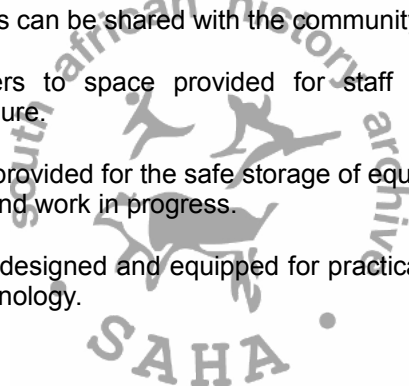 s can be shared with the community
ers to space provided for staff
ure.
provided for the safe storage of equ
nd work in progress.
designed and equipped for practica
nology.
south african history archive
SAHA